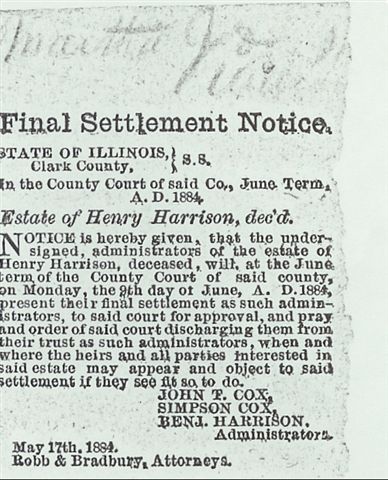 Final Settlement Notice.
STATE OF ILLINOIS, } S.S.
Clark County,
In the County Court of said Co., June Term,
A. D. 1884.
Estate of Henry Harrison, dec'd.
NOTICE is hereby given, that the under-
signed, administrators of the estate of
Henry Harrison, deceased, will, at the June
term of the County Court of said county,
on Monday, the 9th day of June, A. D. 1884,
present their final settlement as such admin-
istrators, to said court for approval, and pray
and order of said court discharging them from
their trust as such administrators, when and
where the heirs and all parties interested in
said estate may appear and object to said
settlement if they see fit so to do.
JOHN T. COX,
SIMPSON COX,
BENJ. HARRISON,
Administrators.
May 17th, 1884.
Robb & Bradbury, Attorneys.